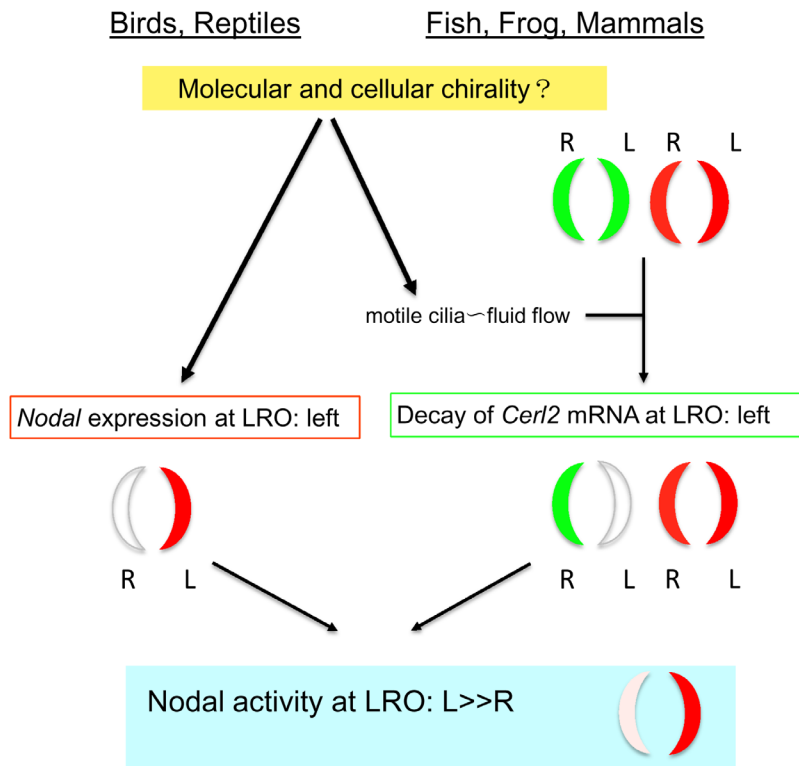 Birds, Reptiles
Fish, Frog, Mammals
Molecular and cellular chirality？
R L R L
motile cilia〜fluid flow
Nodal expression at LRO: left
Decay of Cerl2 mRNA at LRO: left
R L
R L R L
Nodal activity at LRO: L>>R